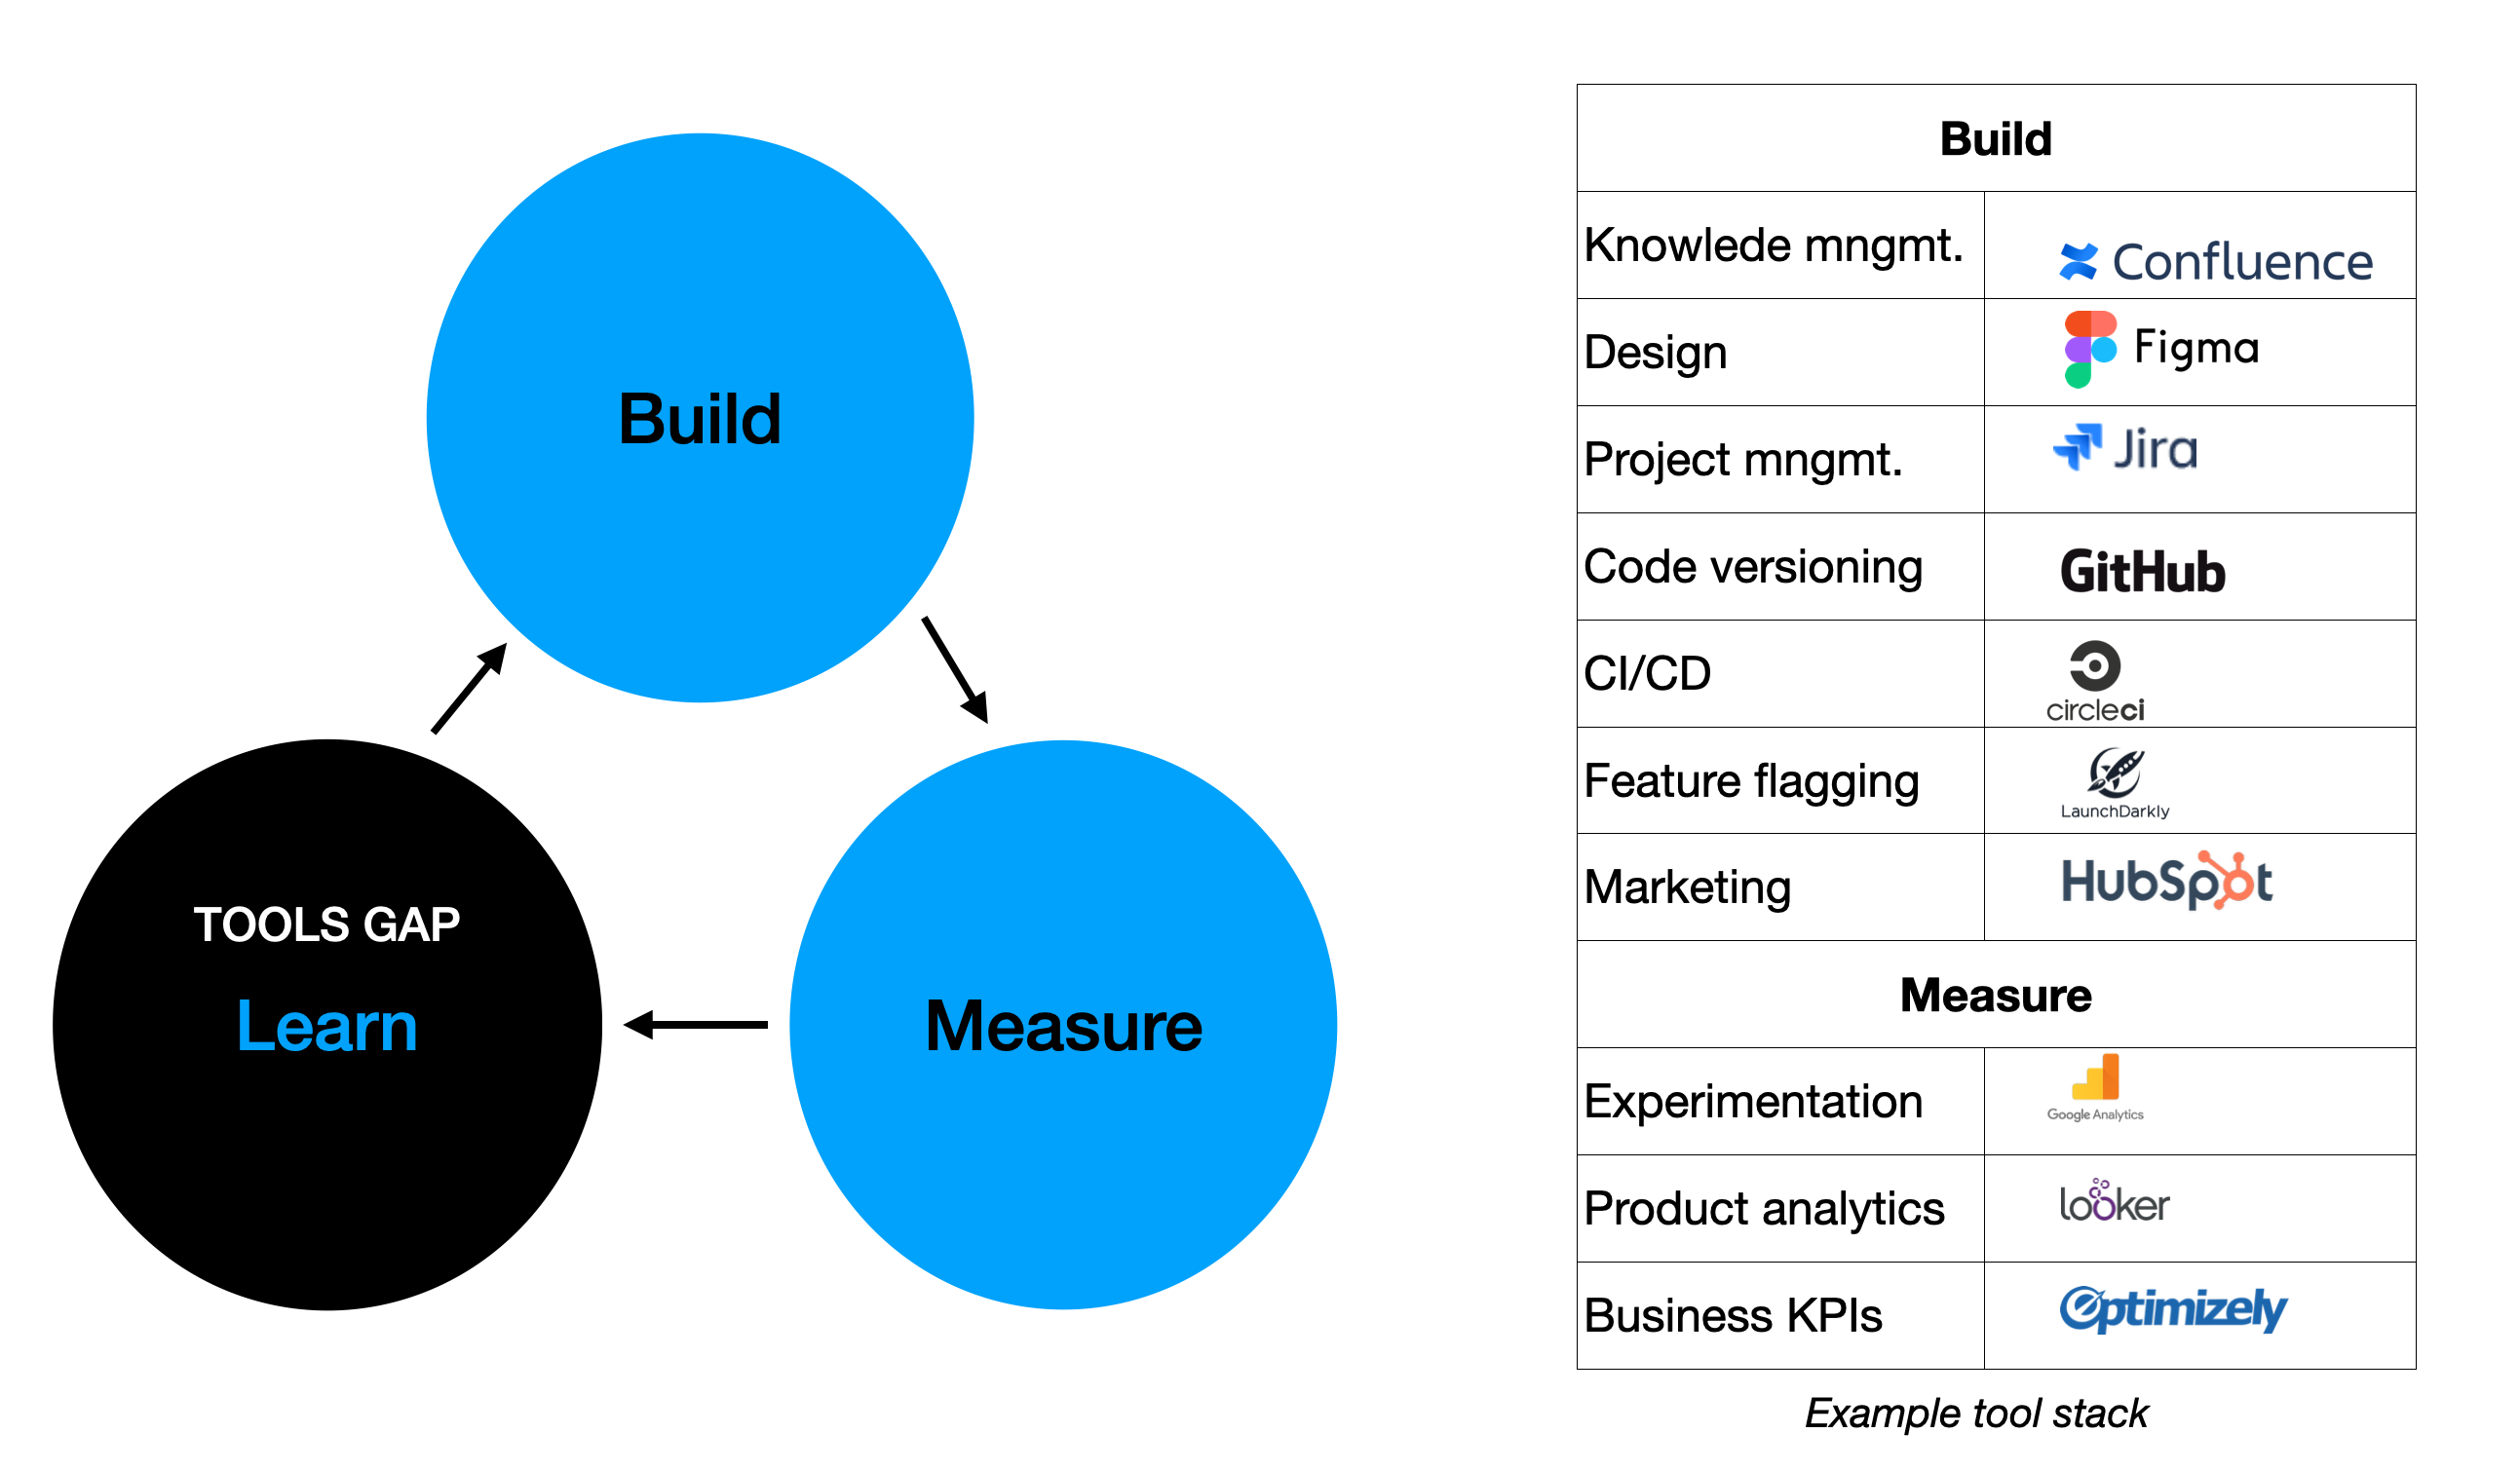 Build
TOOLS GAP
Learn
Measure
Build
Knowlede mngmt. Confluence
Design Figma
Project mngmt. Jira
Code versioning GitHub
CI/CD circleci
Feature flagging LaunchDarkly
Marketing HubSpot
Measure
Experimentation Google Analytics
Product analytics looker
Business KPIs Optimizely
Example tool stack